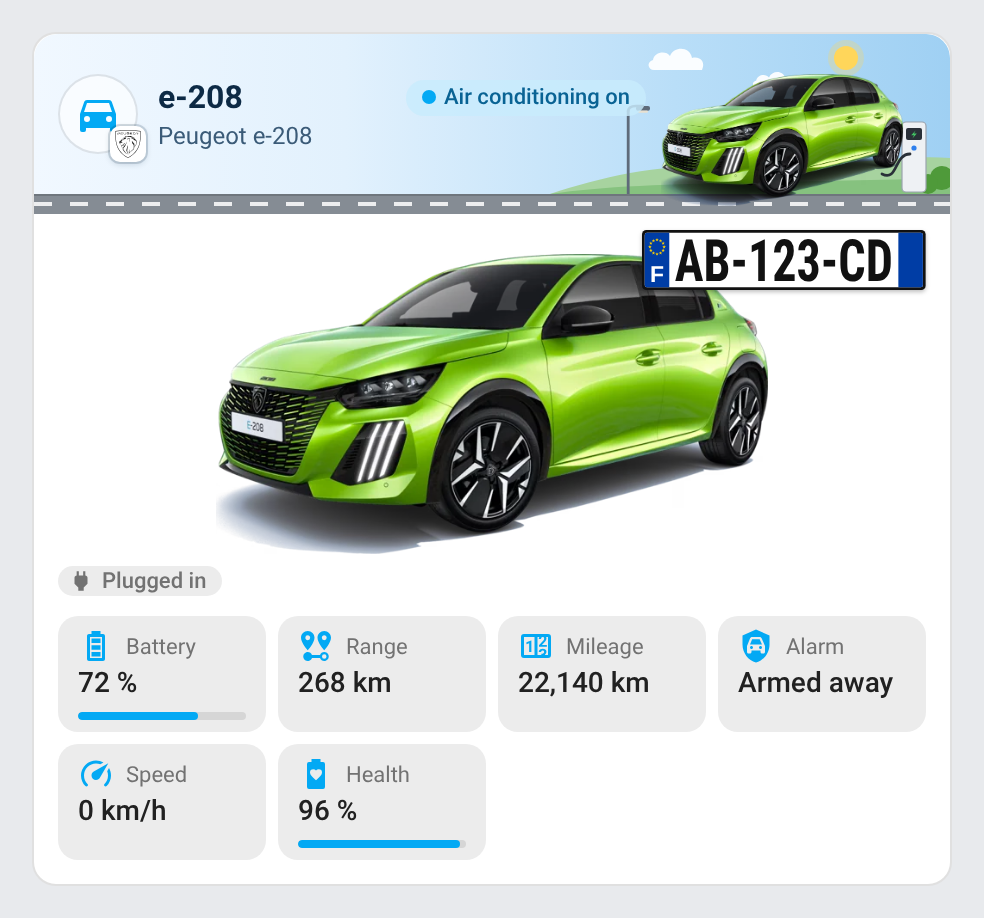 e-208
Peugeot e-208
Air conditioning on
F
AB-123-CD
E-208
Plugged in
Battery
72 %
Range
268 km
Mileage
22,140 km
Alarm
Armed away
Speed
0 km/h
Health
96 %